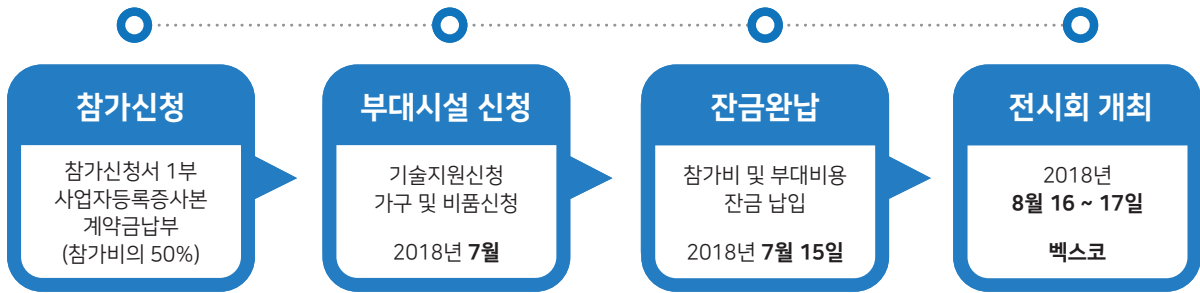 참가신청
참가신청서 1부
사업자등록증사본
계약금납부
(참가비의 50%)
부대시설 신청
기술지원신청
가구 및 비품신청
2018년 7월
잔금완납
참가비 및 부대비용
잔금 납입
2018년 7월 15일
전시회 개최
2018년
8월 16 ~ 17일
벡스코